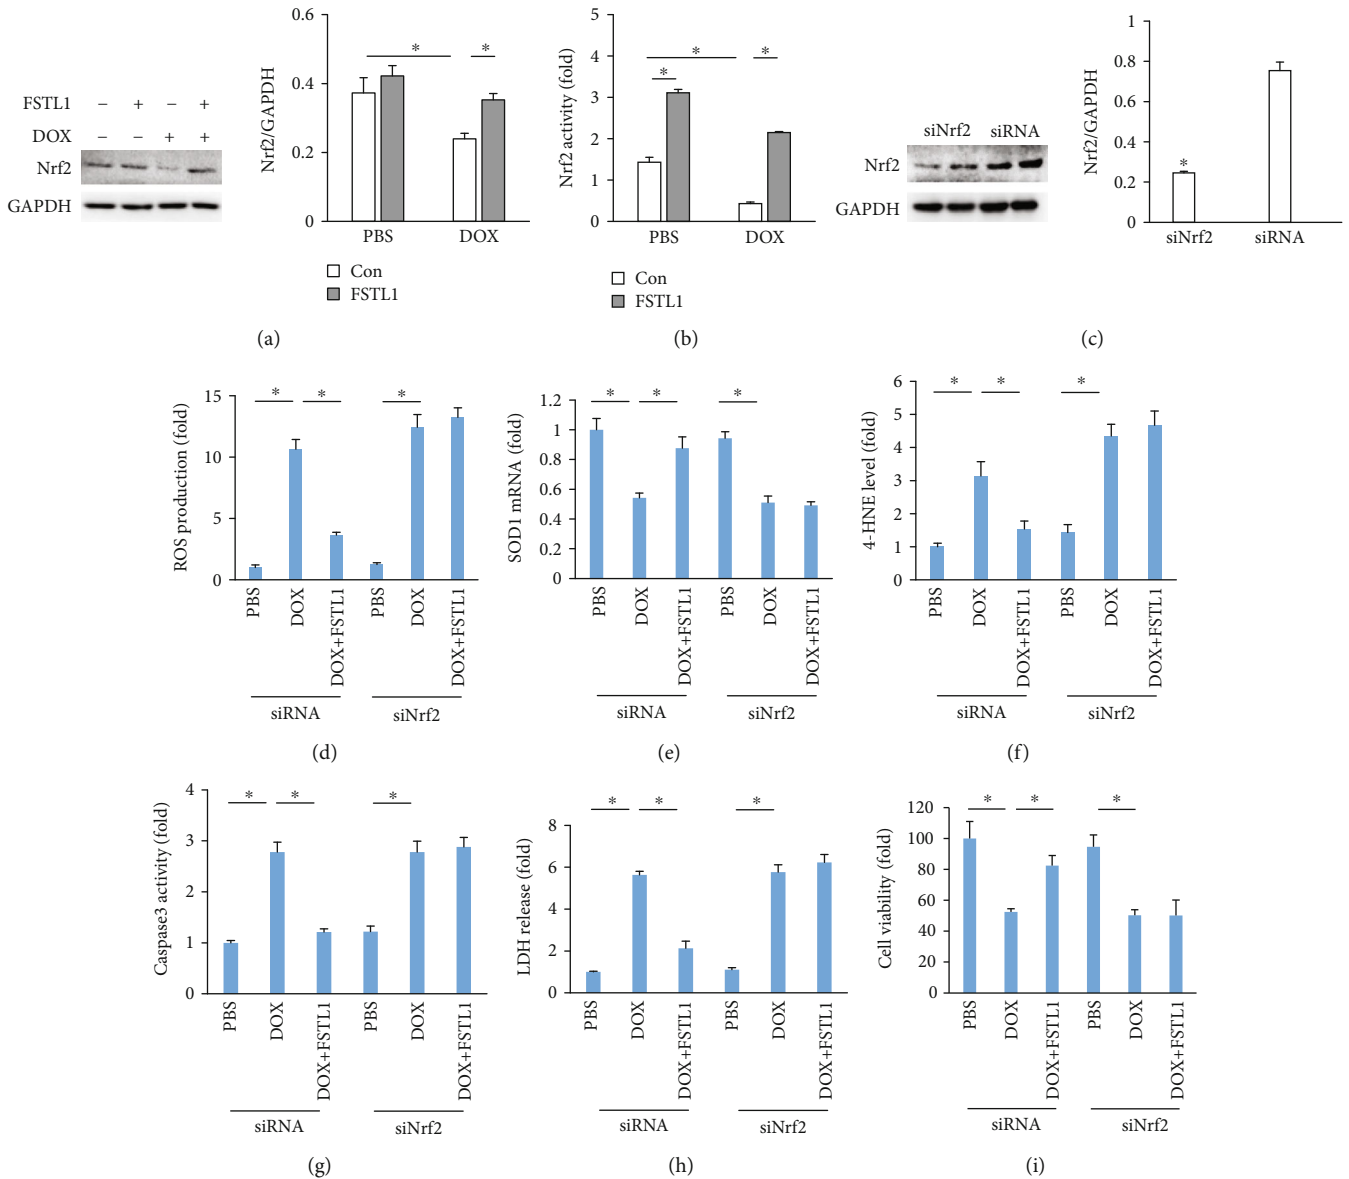 FSTL1 − + − +
DOX − − + +
Nrf2
GAPDH
Nrf2/GAPDH
0.6
0.4
0.2
0
* *
PBS DOX
Con
FSTL1
(a)
Nrf2 activity (fold)
5
4
3
2
1
0
* * *
PBS DOX
Con
FSTL1
(b)
siNrf2 siRNA
Nrf2
GAPDH
Nrf2/GAPDH
1
0.8
0.6
0.4
0.2
0
*
siNrf2 siRNA
(c)
ROS production (fold)
15
10
5
0
* * *
PBS DOX DOX+FSTL1 PBS DOX DOX+FSTL1
siRNA siNrf2
(d)
SOD1 mRNA (fold)
1.2
1
0.8
0.6
0.4
0.2
0
* * *
PBS DOX DOX+FSTL1 PBS DOX DOX+FSTL1
siRNA siNrf2
(e)
4-HNE level (fold)
6
5
4
3
2
1
0
* * *
PBS DOX DOX+FSTL1 PBS DOX DOX+FSTL1
siRNA siNrf2
(f)
Caspase3 activity (fold)
4
3
2
1
0
* * *
PBS DOX DOX+FSTL1 PBS DOX DOX+FSTL1
siRNA siNrf2
(g)
LDH release (fold)
8
6
4
2
0
* * *
PBS DOX DOX+FSTL1 PBS DOX DOX+FSTL1
siRNA siNrf2
(h)
Cell viability (fold)
120
100
80
60
40
20
0
* * *
PBS DOX DOX+FSTL1 PBS DOX DOX+FSTL1
siRNA siNrf2
(i)